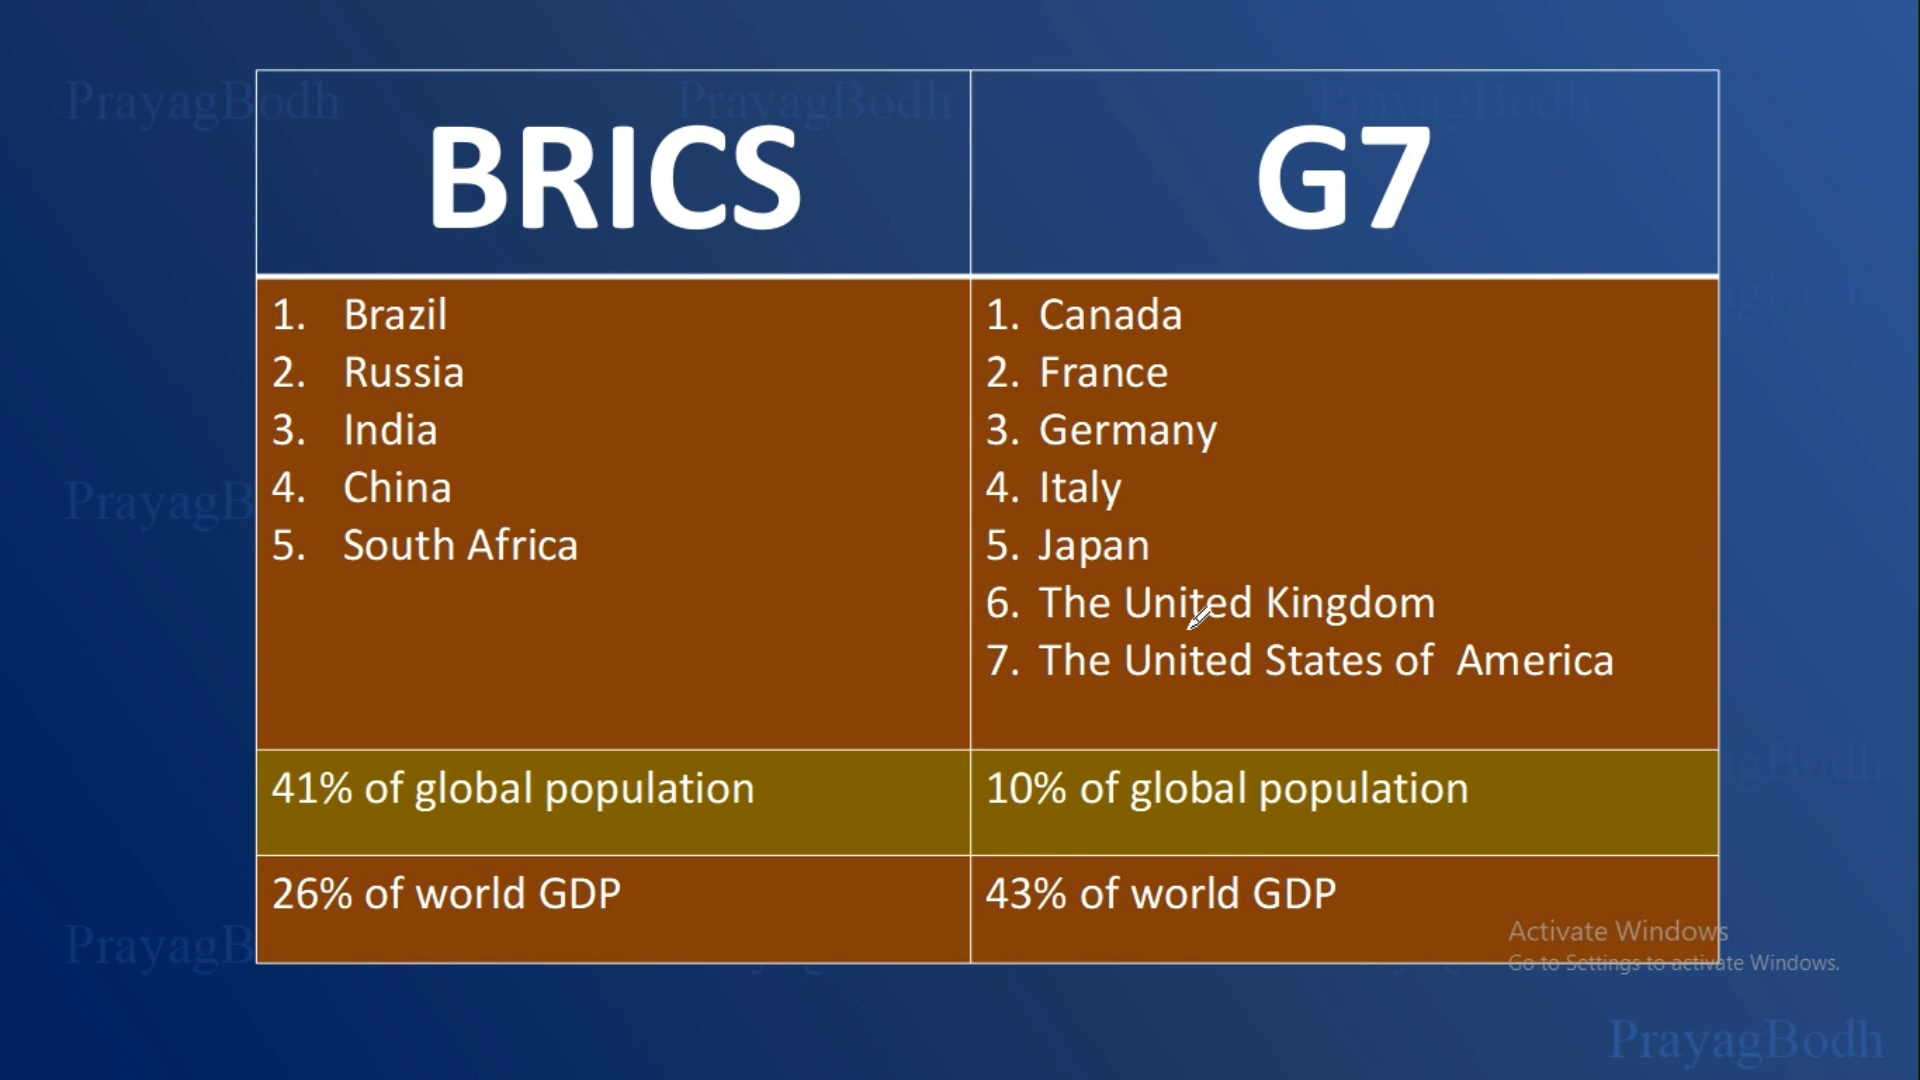 PrayagBodh PrayagBodh PrayagBodh
BRICS
G7
1. Brazil
2. Russia
3. India
4. China
5. South Africa
1. Canada
2. France
3. Germany
4. Italy
5. Japan
6. The United Kingdom
7. The United States of America
41% of global population
10% of global population
26% of world GDP
43% of world GDP
Activate Windows
Go to Settings to activate Windows.
PrayagBodh